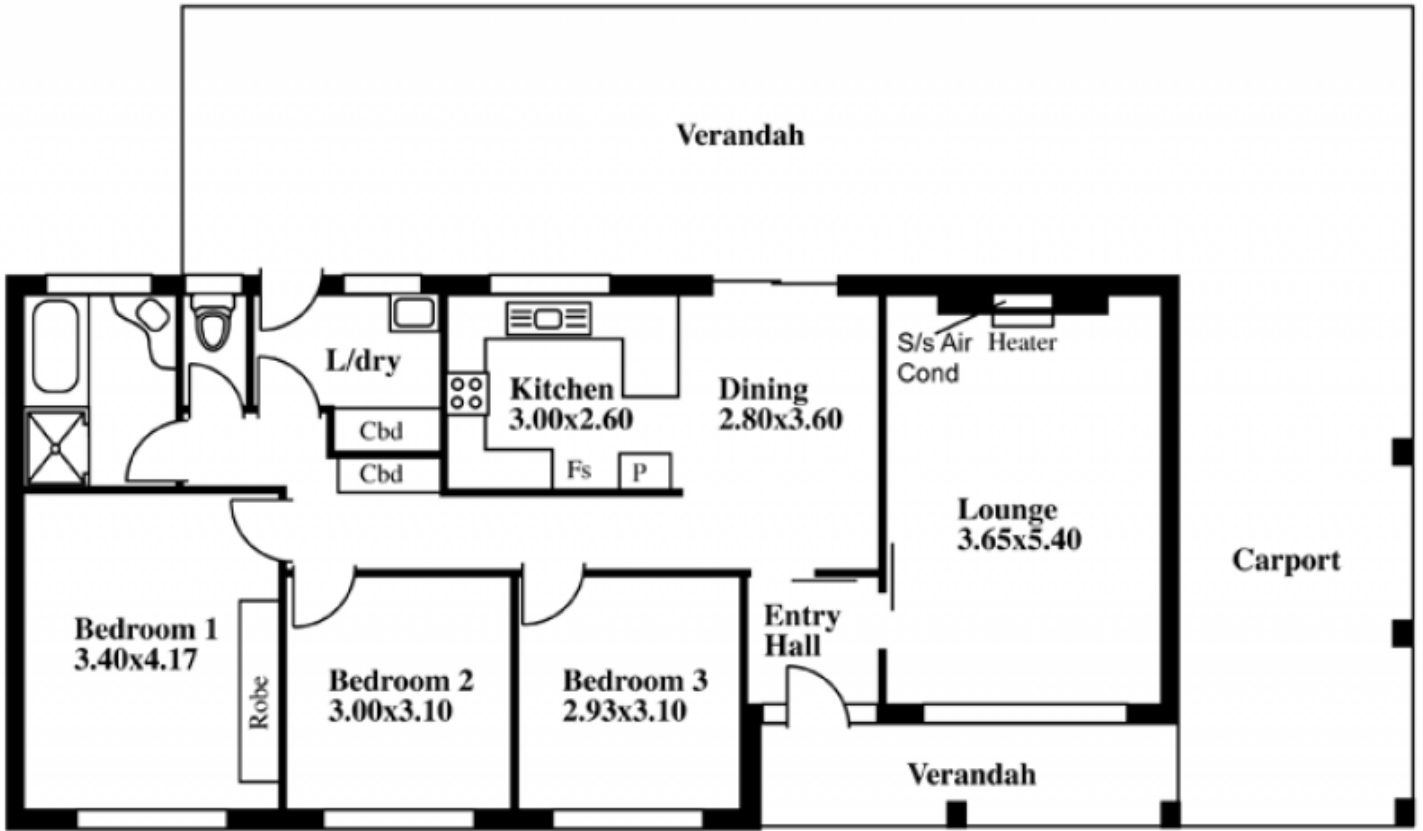 Verandah
S/s Air
Cond
Heater
L/dry
Kitchen
3.00x2.60
Dining
2.80x3.60
Cbd
Cbd
Fs
P
Lounge
3.65x5.40
Carport
Bedroom 1
3.40x4.17
Robe
Bedroom 2
3.00x3.10
Bedroom 3
2.93x3.10
Entry
Hall
Verandah